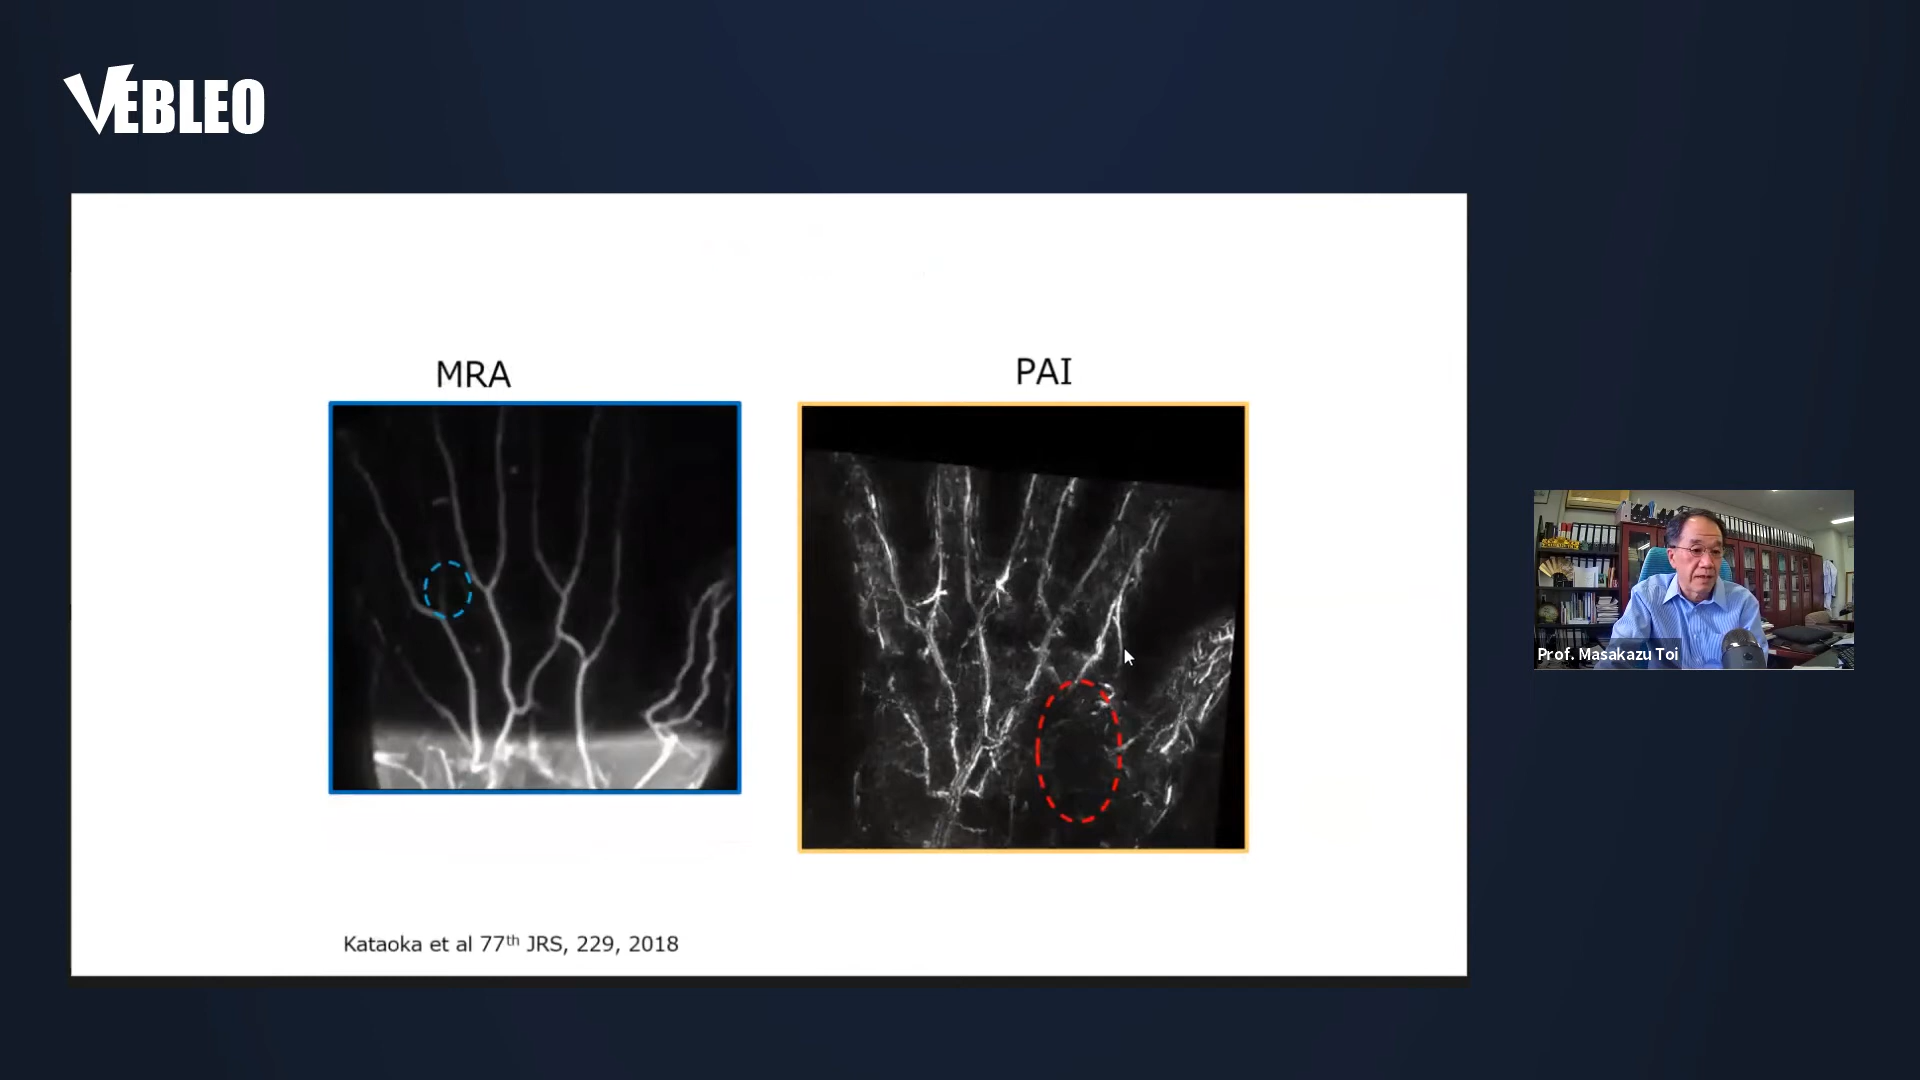 VEBLEO
MRA
PAI
Kataoka et al 77th JRS, 229, 2018
Prof. Masakazu Toi